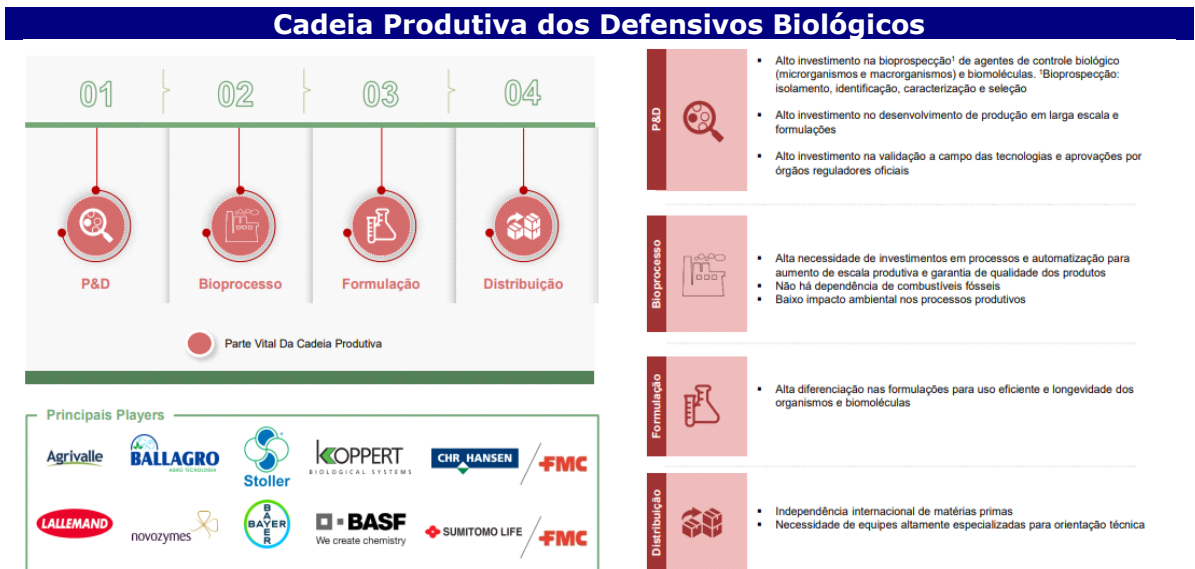 Cadeia Produtiva dos Defensivos Biológicos
01
02
03
04
P&D
Bioprocesso
Formulação
Distribuição
Parte Vital Da Cadeia Produtiva
Principais Players
Agrivalle
BALLAGRO
AGRO TECNOLOGIA
Stoller
KOPPERT
BIOLOGICAL SYSTEMS
CHR HANSEN
FMC
LALLEMAND
novozymes
BAYER
BAYER
BASF
We create chemistry
SUMITOMO LIFE
FMC
P&D
▪ Alto investimento na bioprospecção¹ de agentes de controle biológico
(microrganismos e macrorganismos) e biomoléculas. ¹Bioprospecção:
isolamento, identificação, caracterização e seleção
▪ Alto investimento no desenvolvimento de produção em larga escala e
formulações
▪ Alto investimento na validação a campo das tecnologias e aprovações por
órgãos reguladores oficiais
Bioprocesso
▪ Alta necessidade de investimentos em processos e automatização para
aumento de escala produtiva e garantia de qualidade dos produtos
▪ Não há dependência de combustíveis fósseis
▪ Baixo impacto ambiental nos processos produtivos
Formulação
▪ Alta diferenciação nas formulações para uso eficiente e longevidade dos
organismos e biomoléculas
Distribuição
▪ Independência internacional de matérias primas
▪ Necessidade de equipes altamente especializadas para orientação técnica